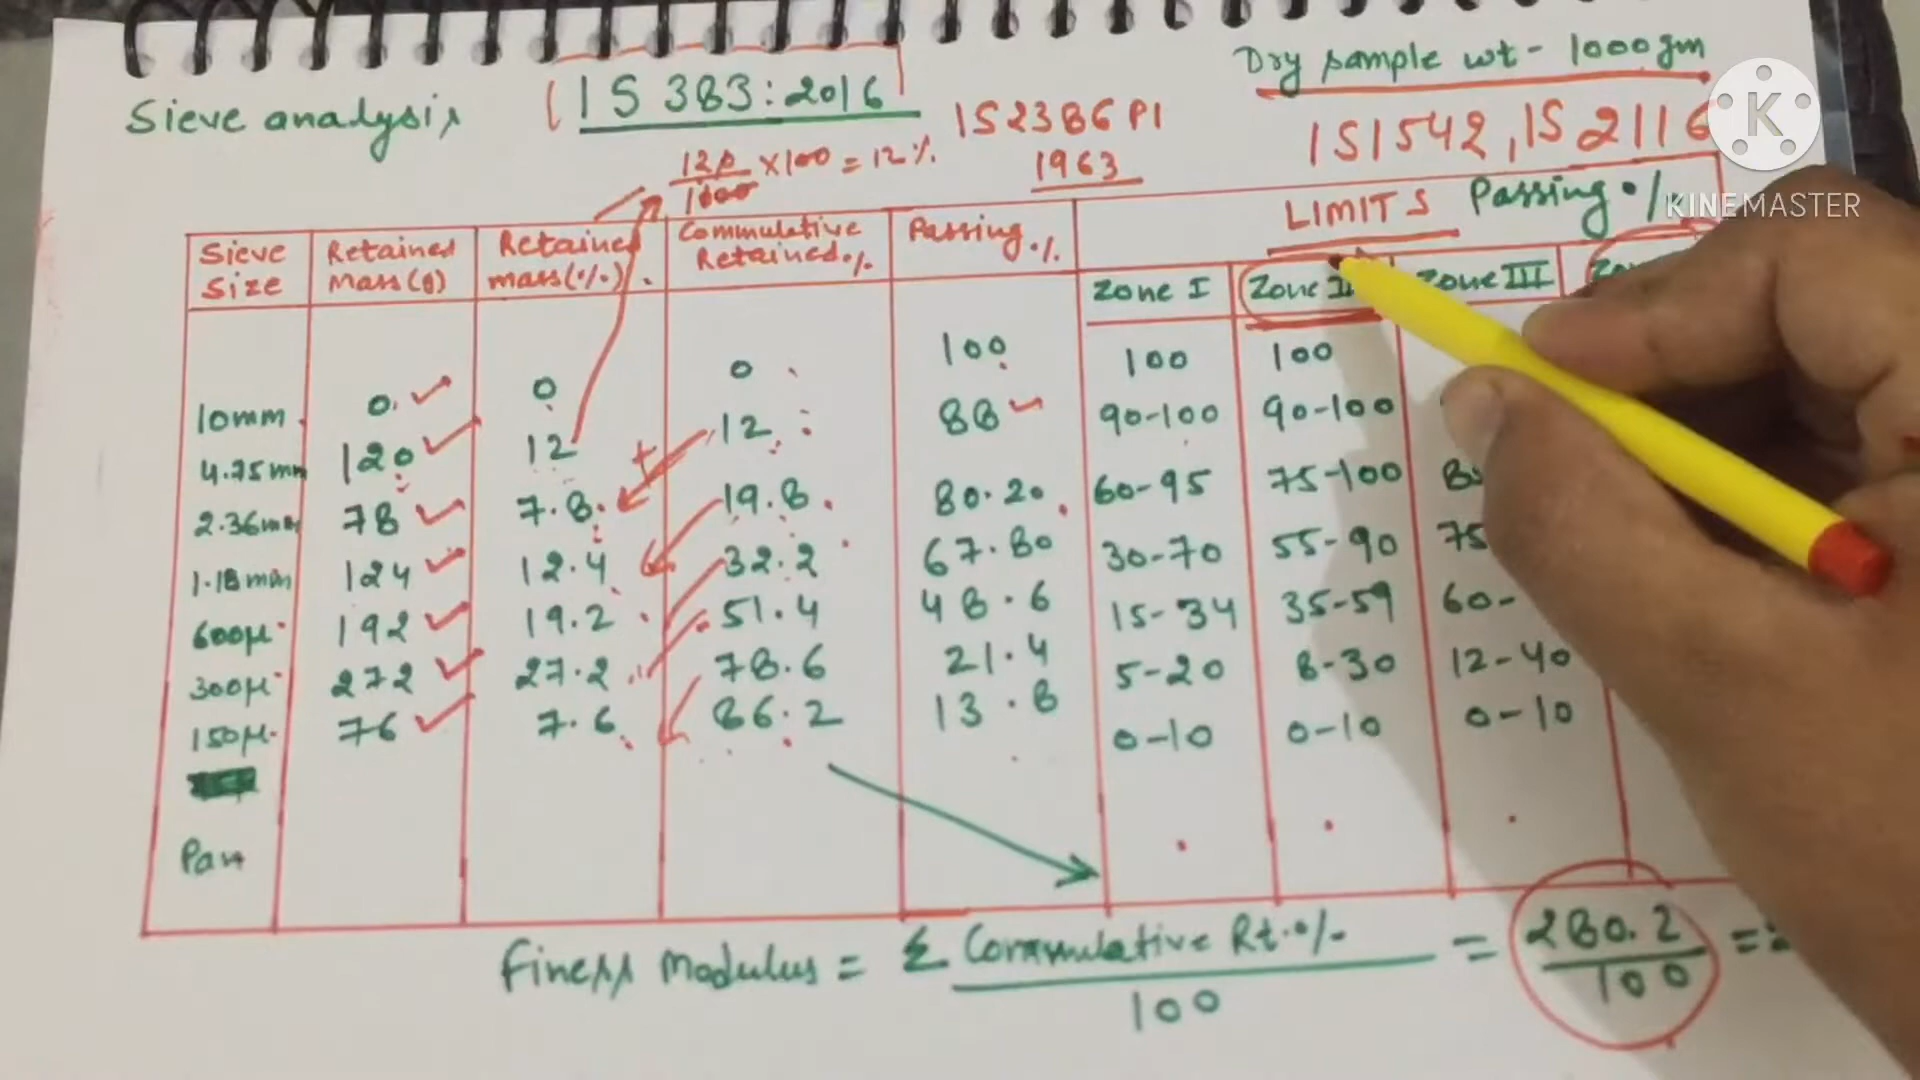 Dry sample wt - 1000gm
Sieve analysis IS 383:2016
IS2386 P1 IS1542, IS 2116
1963
120/1000 x100 = 12%
K
KINEMASTER
LIMITS Passing %
Sieve Size Retained Mass(g) Retained mass(%). Commulative Retained% Passing % Zone I Zone II Zone III
10mm 0 0 0 100 100 100
4.75mm 120 12 12 88 90-100 90-100
2.36mm 78 7.8 19.8 80.20 60-95 75-100
1.18mm 124 12.4 32.2 67.80 30-70 55-90 75
600μ 192 19.2 51.4 48.6 15-34 35-59 60-
300μ 272 27.2 78.6 21.4 5-20 8-30 12-40
150μ 76 7.6 86.2 13.8 0-10 0-10 0-10
Pan
Finess Modulus = Σ Commulative Rt.% / 100 = 280.2 / 100 =